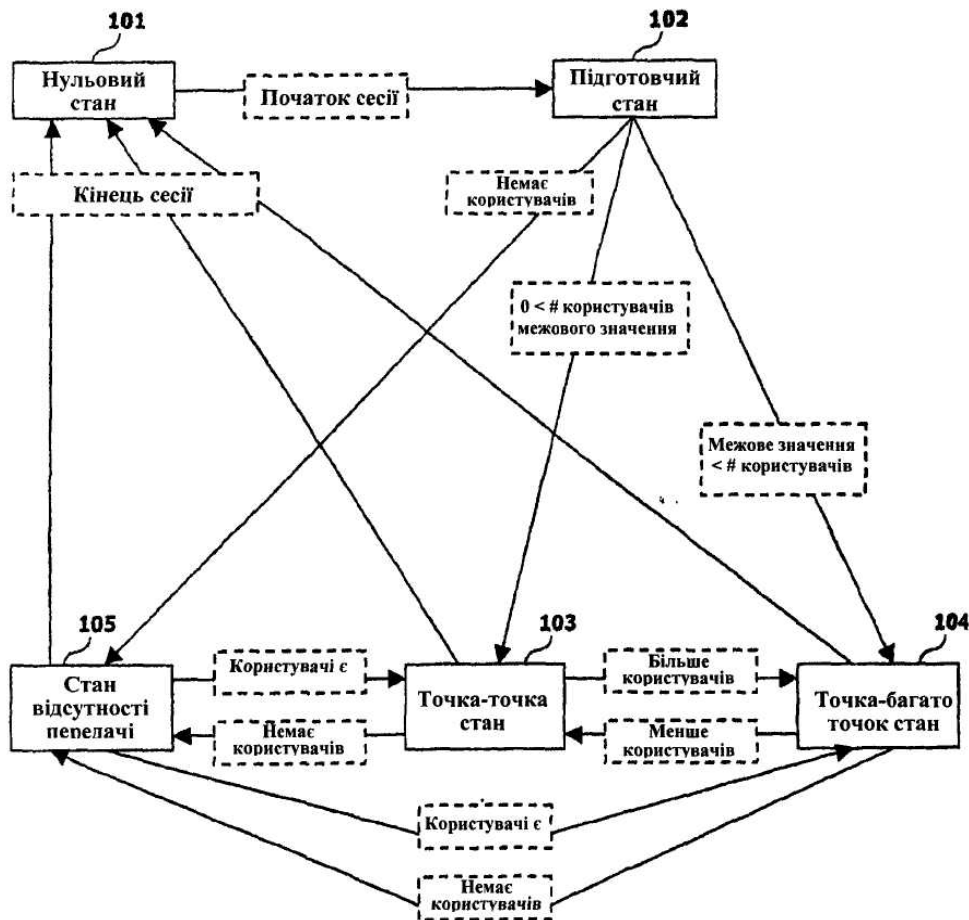 101
102
Нульовий
стан
Початок сесії
Підготовчий
стан
Кінець сесії
Немає
користувачів
0 < # користувачів
межового значення
Межове значення
< # користувачів
105
103
104
Стан
відсутності
передачі
Користувачі є
Немає
користувачів
Точка-точка
стан
Більше
користувачів
Менше
користувачів
Точка-багато
точок стан
Користувачі є
Немає
користувачів